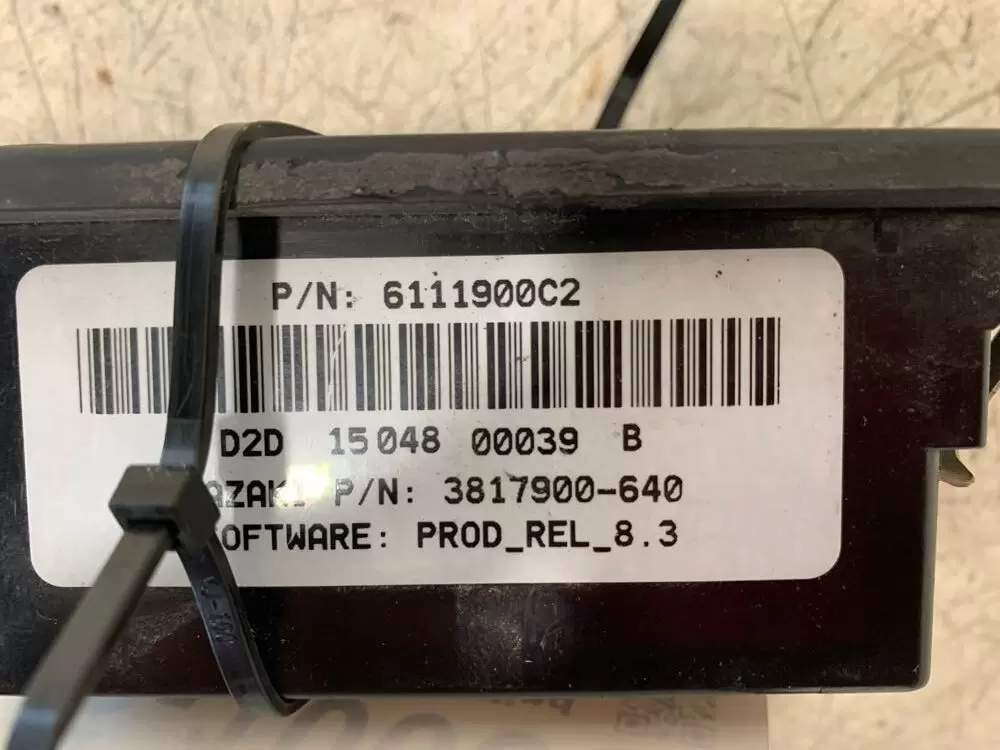 P/N: 6111900C2
D2D 15048 00039 B
AZAKI P/N: 3817900-640
OFTWARE: PROD_REL_8.3